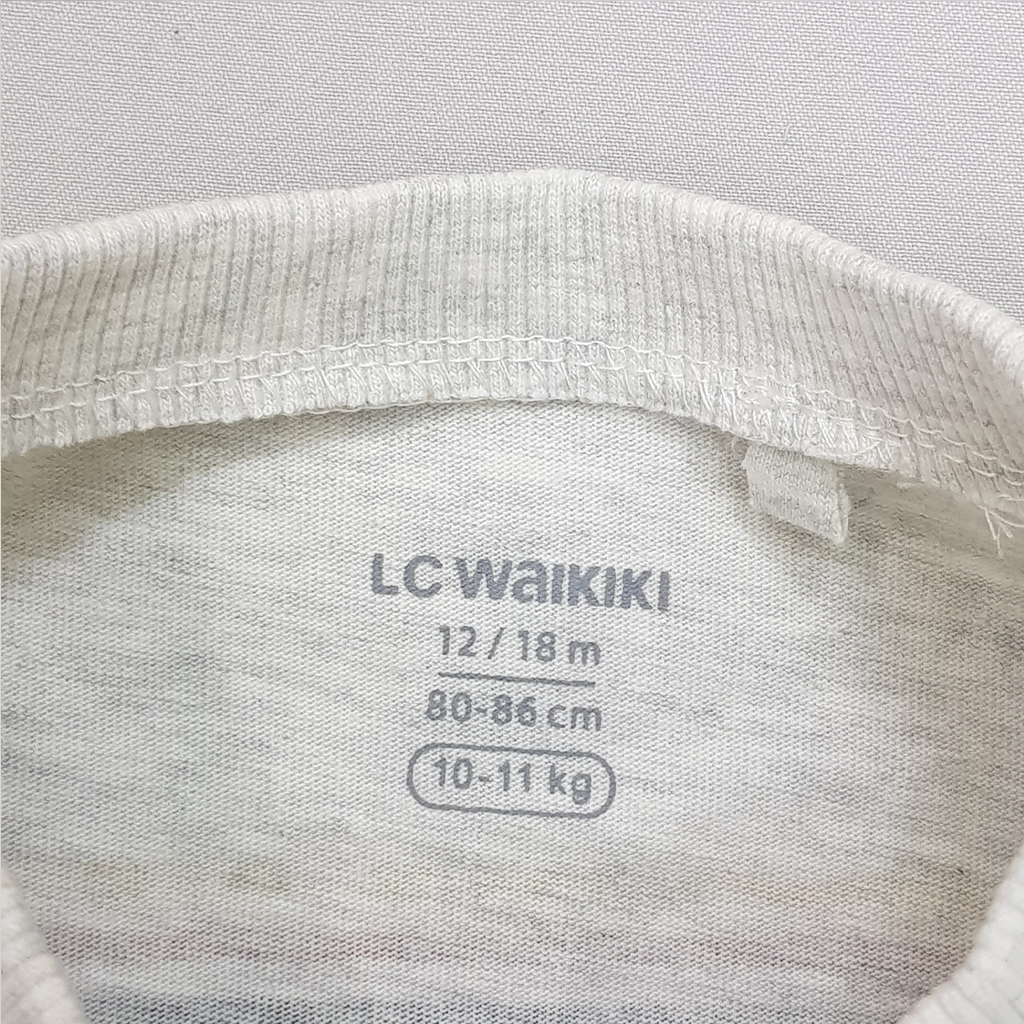 LC WAIKIKI
12 / 18 m
80-86 cm
10-11 kg